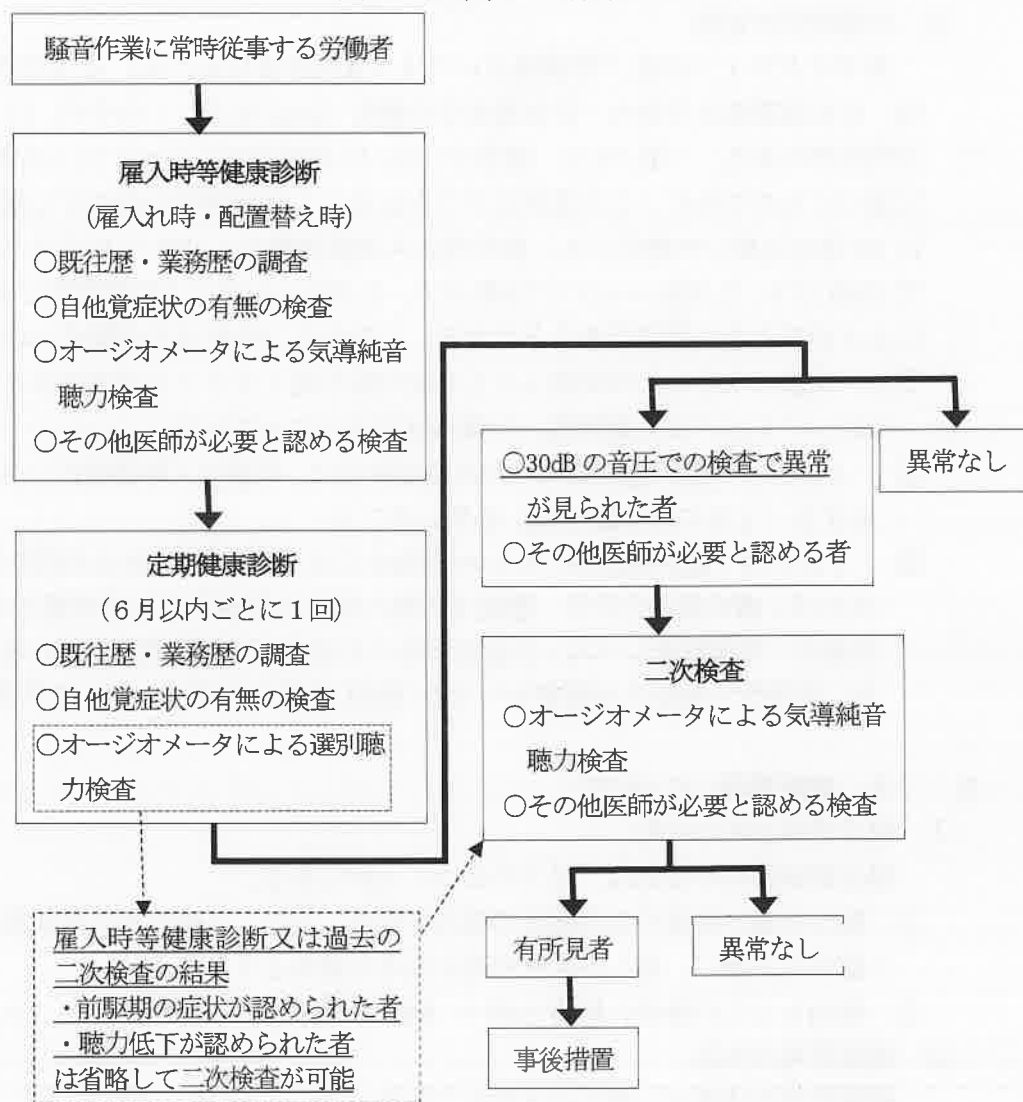 騒音作業に常時従事する労働者
雇入時等健康診断
(雇入れ時・配置替え時)
○既往歴・業務歴の調査
○自他覚症状の有無の検査
○オージオメータによる気導純音
聴力検査
○その他医師が必要と認める検査
定期健康診断
(6月以内ごとに1回)
○既往歴・業務歴の調査
○自他覚症状の有無の検査
○オージオメータによる選別聴
力検査
雇入時等健康診断又は過去の
二次検査の結果
・前駆期の症状が認められた者
・聴力低下が認められた者
は省略して二次検査が可能
○30dBの音圧での検査で異常
が見られた者
○その他医師が必要と認める者
異常なし
二次検査
○オージオメータによる気導純音
聴力検査
○その他医師が必要と認める検査
有所見者
異常なし
事後措置